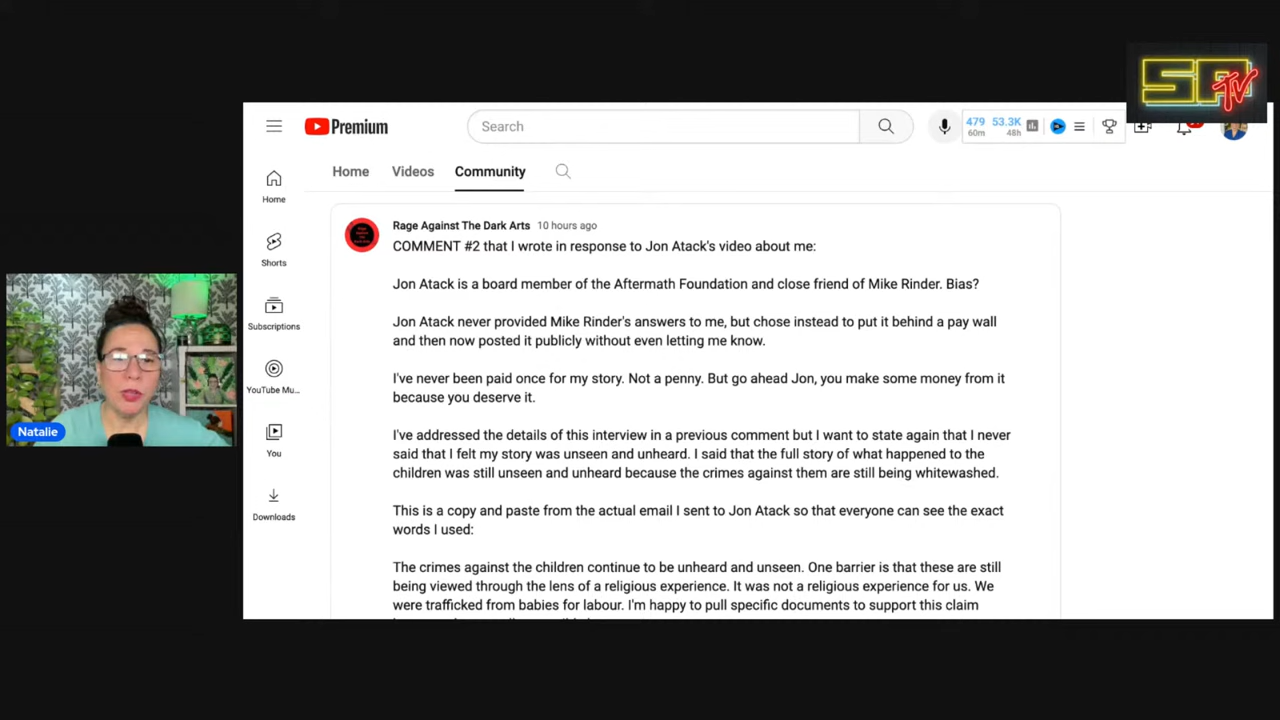 SPTV
Premium
Search
479 53.3K
60m 48h
Home Videos Community
Home
Shorts
Subscriptions
YouTube Mu...
You
Downloads
Rage Against The Dark Arts 10 hours ago
COMMENT #2 that I wrote in response to Jon Atack's video about me:
Jon Atack is a board member of the Aftermath Foundation and close friend of Mike Rinder. Bias?
Jon Atack never provided Mike Rinder's answers to me, but chose instead to put it behind a pay wall
and then now posted it publicly without even letting me know.
I've never been paid once for my story. Not a penny. But go ahead Jon, you make some money from it
because you deserve it.
I've addressed the details of this interview in a previous comment but I want to state again that I never
said that I felt my story was unseen and unheard. I said that the full story of what happened to the
children was still unseen and unheard because the crimes against them are still being whitewashed.
This is a copy and paste from the actual email I sent to Jon Atack so that everyone can see the exact
words I used:
The crimes against the children continue to be unheard and unseen. One barrier is that these are still
being viewed through the lens of a religious experience. It was not a religious experience for us. We
were trafficked from babies for labour. I'm happy to pull specific documents to support this claim
Natalie